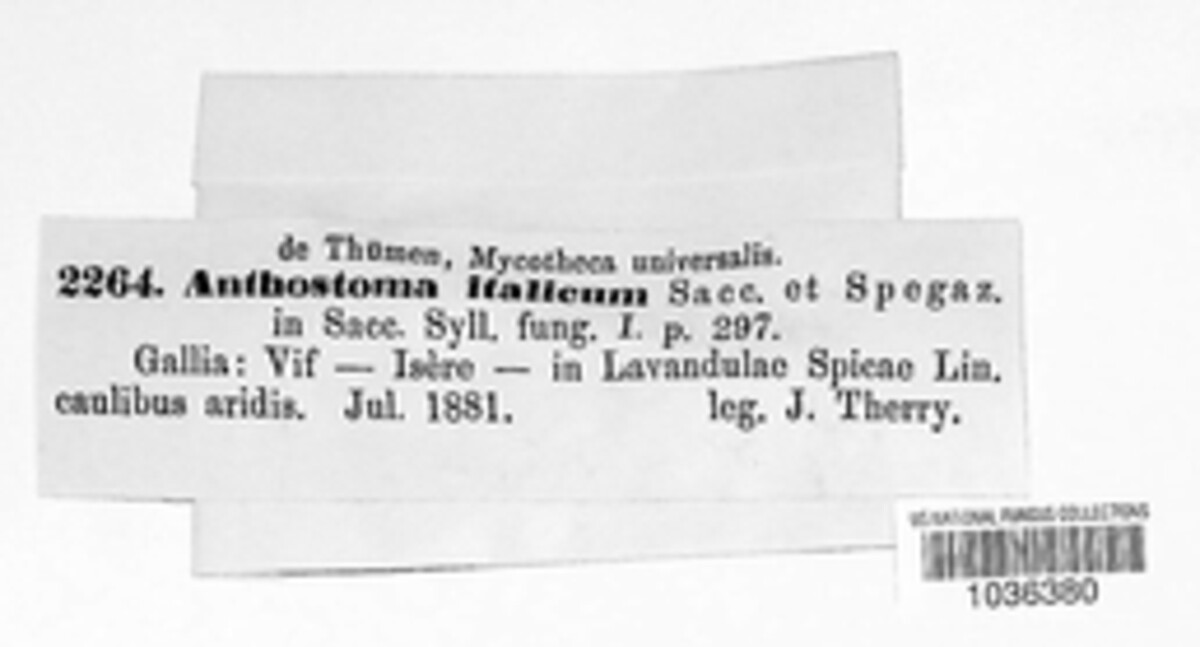 de Thümen, Mycotheca universalis.
2264. Anthostoma italicum Sacc. et Spegaz.
in Sacc. Syll. fung. I. p. 297.
Gallia: Vif — Isère — in Lavandulae Spicae Lin.
caulibus aridis. Jul. 1881. leg. J. Therry.
US NATIONAL FUNGUS COLLECTIONS
1036380